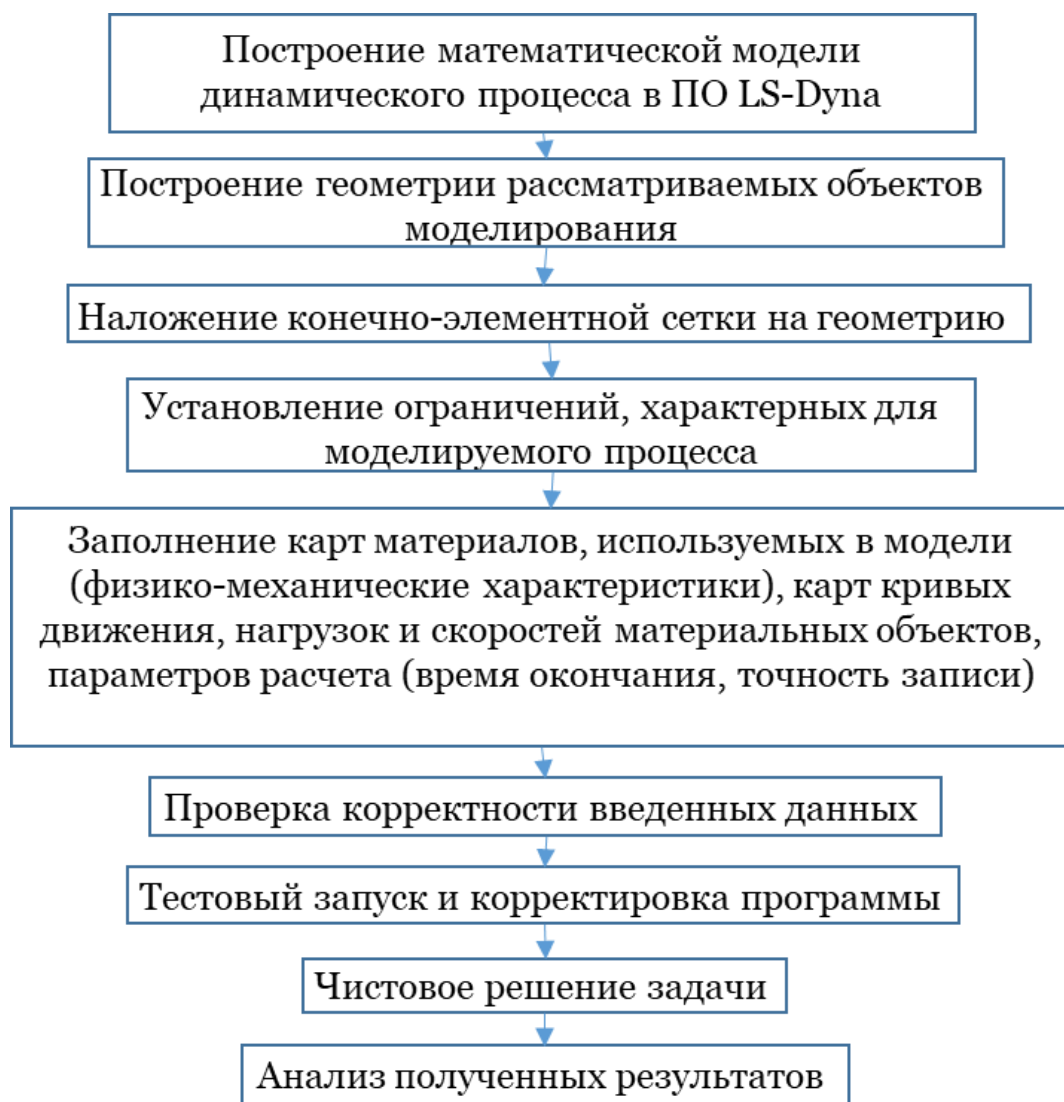 Построение математической модели
динамического процесса в ПО LS-Dyna
Построение геометрии рассматриваемых объектов
моделирования
Наложение конечно-элементной сетки на геометрию
Установление ограничений, характерных для
моделируемого процесса
Заполнение карт материалов, используемых в модели
(физико-механические характеристики), карт кривых
движения, нагрузок и скоростей материальных объектов,
параметров расчета (время окончания, точность записи)
Проверка корректности введенных данных
Тестовый запуск и корректировка программы
Чистовое решение задачи
Анализ полученных результатов